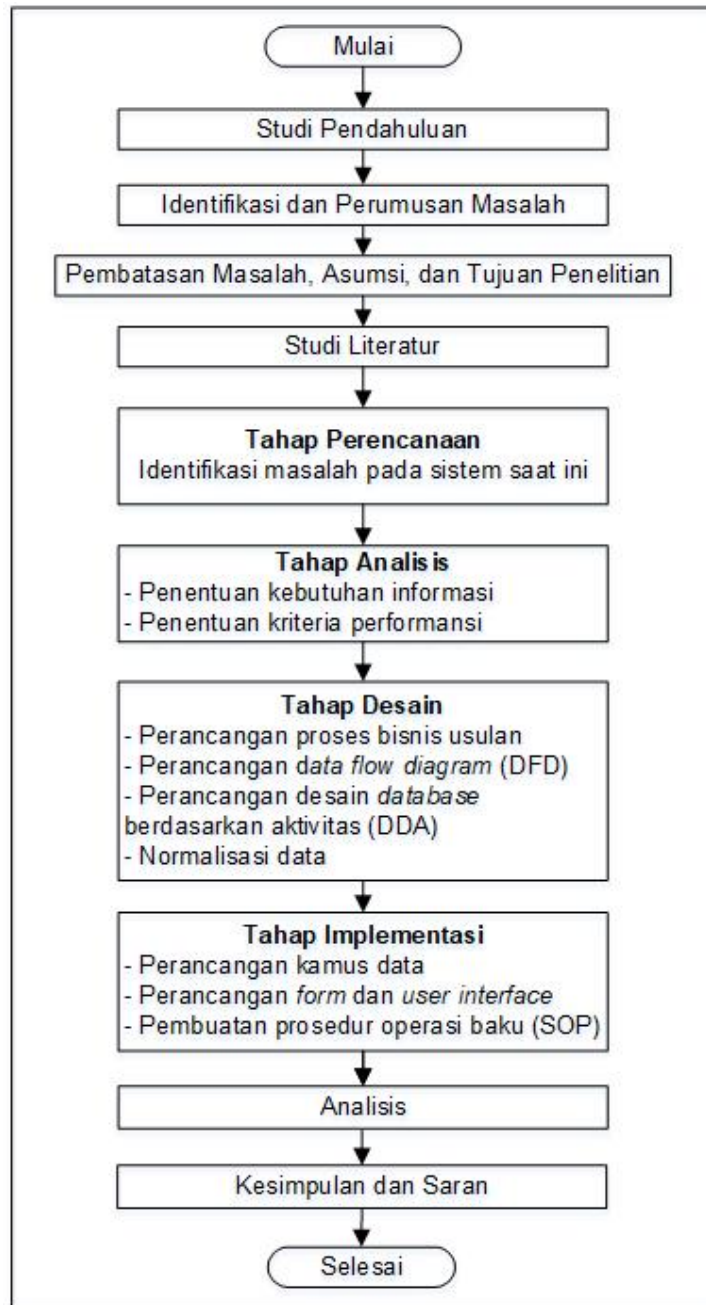 Mulai
Studi Pendahuluan
Identifikasi dan Perumusan Masalah
Pembatasan Masalah, Asumsi, dan Tujuan Penelitian
Studi Literatur
Tahap Perencanaan
Identifikasi masalah pada sistem saat ini
Tahap Analisis
- Penentuan kebutuhan informasi
- Penentuan kriteria performansi
Tahap Desain
- Perancangan proses bisnis usulan
- Perancangan data flow diagram (DFD)
- Perancangan desain database
berdasarkan aktivitas (DDA)
- Normalisasi data
Tahap Implementasi
- Perancangan kamus data
- Perancangan form dan user interface
- Pembuatan prosedur operasi baku (SOP)
Analisis
Kesimpulan dan Saran
Selesai